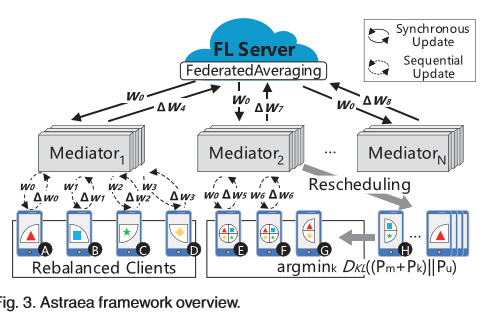 FL Server
FederatedAveraging
Synchronous
Update
Sequential
Update
w0
Δw4
w0
Δw7
w0
Δw8
Mediator1
Mediator2
...
MediatorN
Rescheduling
w0
Δw0
w1
Δw1
w2
Δw2
w3
Δw3
w0
Δw5
w6
Δw6
A
B
C
D
E
F
G
H
...
Rebalanced Clients
argmink DKL((Pm+Pk)||Pu)
Fig. 3. Astraea framework overview.